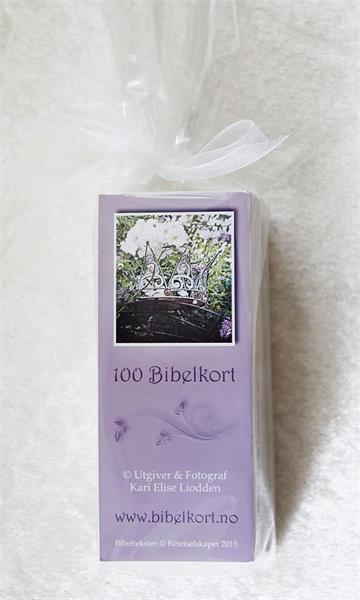 100 Bibelkort
© Utgiver & Fotograf
Kari Elise Liodden
www.bibelkort.no
Bibeltekster © Bibelselskapet 2015